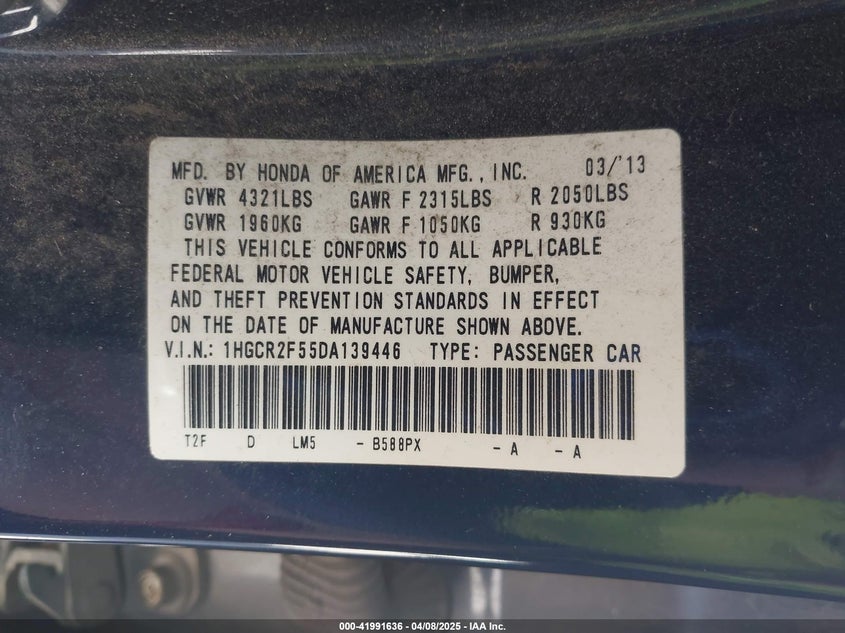 MFD. BY HONDA OF AMERICA MFG., INC. 03/'13
GVWR 4321LBS GAWR F 2315LBS R 2050LBS
GVWR 1960KG GAWR F 1050KG R 930KG
THIS VEHICLE CONFORMS TO ALL APPLICABLE
FEDERAL MOTOR VEHICLE SAFETY, BUMPER,
AND THEFT PREVENTION STANDARDS IN EFFECT
ON THE DATE OF MANUFACTURE SHOWN ABOVE.
V.I.N.: 1HGCR2F55DA139446 TYPE: PASSENGER CAR
T2F D LM5 - B588PX - A - A
000-41991636 | 04/08/2025 - IAA Inc.